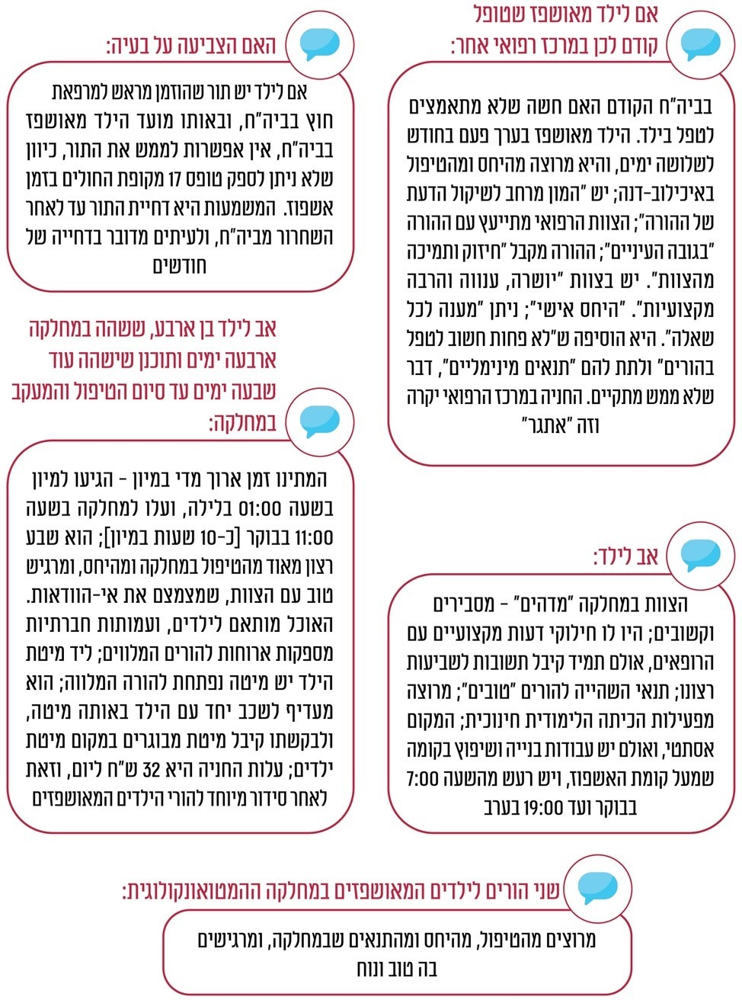 אם לילד מאושפז שטופל
קודם לכן במרכז רפואי אחר:
בביה"ח הקודם האם חשה שלא מתאמצים
לטפל בילד. הילד מאושפז בערך פעם בחודש
לשלושה ימים, והיא מרוצה מהיחס ומהטיפול
באיכילוב-דנה; יש "המון מרחב לשיקול הדעת
של ההורה"; הצוות הרפואי מתייעץ עם ההורה
"בגובה העיניים"; ההורה מקבל "חיזוק ותמיכה
מהצוות". יש בצוות "יושרה, ענווה והרבה
מקצועיות". "היחס אישי"; ניתן "מענה לכל
שאלה". היא הוסיפה ש"לא פחות חשוב לטפל
בהורים" ולתת להם "תנאים מינימליים", דבר
שלא ממש מתקיים. החניה במרכז הרפואי יקרה
וזה "אתגר"
האם הצביעה על בעיה:
אם לילד יש תור שהוזמן מראש למרפאת
חוץ בביה"ח, ובאותו מועד הילד מאושפז
בביה"ח, אין אפשרות לממש את התור, כיוון
שלא ניתן לספק טופס 17 מקופת החולים בזמן
אשפוז. המשמעות היא דחיית התור עד לאחר
השחרור מביה"ח, ולעיתים מדובר בדחייה של
חודשים
אב לילד:
הצוות במחלקה "מדהים" - מסבירים
וקשובים; היו לו חילוקי דעות מקצועיים עם
הרופאים, אולם תמיד קיבל תשובות לשביעות
רצונו; תנאי השהייה להורים "טובים"; מרוצה
מפעילות הכיתה הלימודית חינוכית; המקום
אסתטי, ואולם יש עבודות בנייה ושיפוץ בקומה
שמעל קומת האשפוז, ויש רעש מהשעה 7:00
בבוקר ועד 19:00 בערב
אב לילד בן ארבע, ששהה במחלקה
ארבעה ימים ותוכנן שישהה עוד
שבעה ימים עד סיום הטיפול והמעקב
במחלקה:
המתינו זמן ארוך מדי במיון - הגיעו למיון
בשעה 01:00 בלילה, ועלו למחלקה בשעה
11:00 בבוקר [כ-10 שעות במיון]; הוא שבע
רצון מאוד מהטיפול במחלקה ומהיחס, ומרגיש
טוב עם הצוות, שמצמצם את אי-הוודאות.
האוכל מותאם לילדים, ועמותות חברתיות
מספקות ארוחות להורים המלווים; ליד מיטת
הילד יש מיטה נפתחת להורה המלווה; הוא
מעדיף לשכב יחד עם הילד באותה מיטה,
ולבקשתו קיבל מיטת מבוגרים במקום מיטת
ילדים; עלות החניה היא 32 ש"ח ליום, וזאת
לאחר סידור מיוחד להורי הילדים המאושפזים
שני הורים לילדים המאושפזים במחלקה ההמטואונקולוגית:
מרוצים מהטיפול, מהיחס ומהתנאים שבמחלקה, ומרגישים
בה טוב ונוח